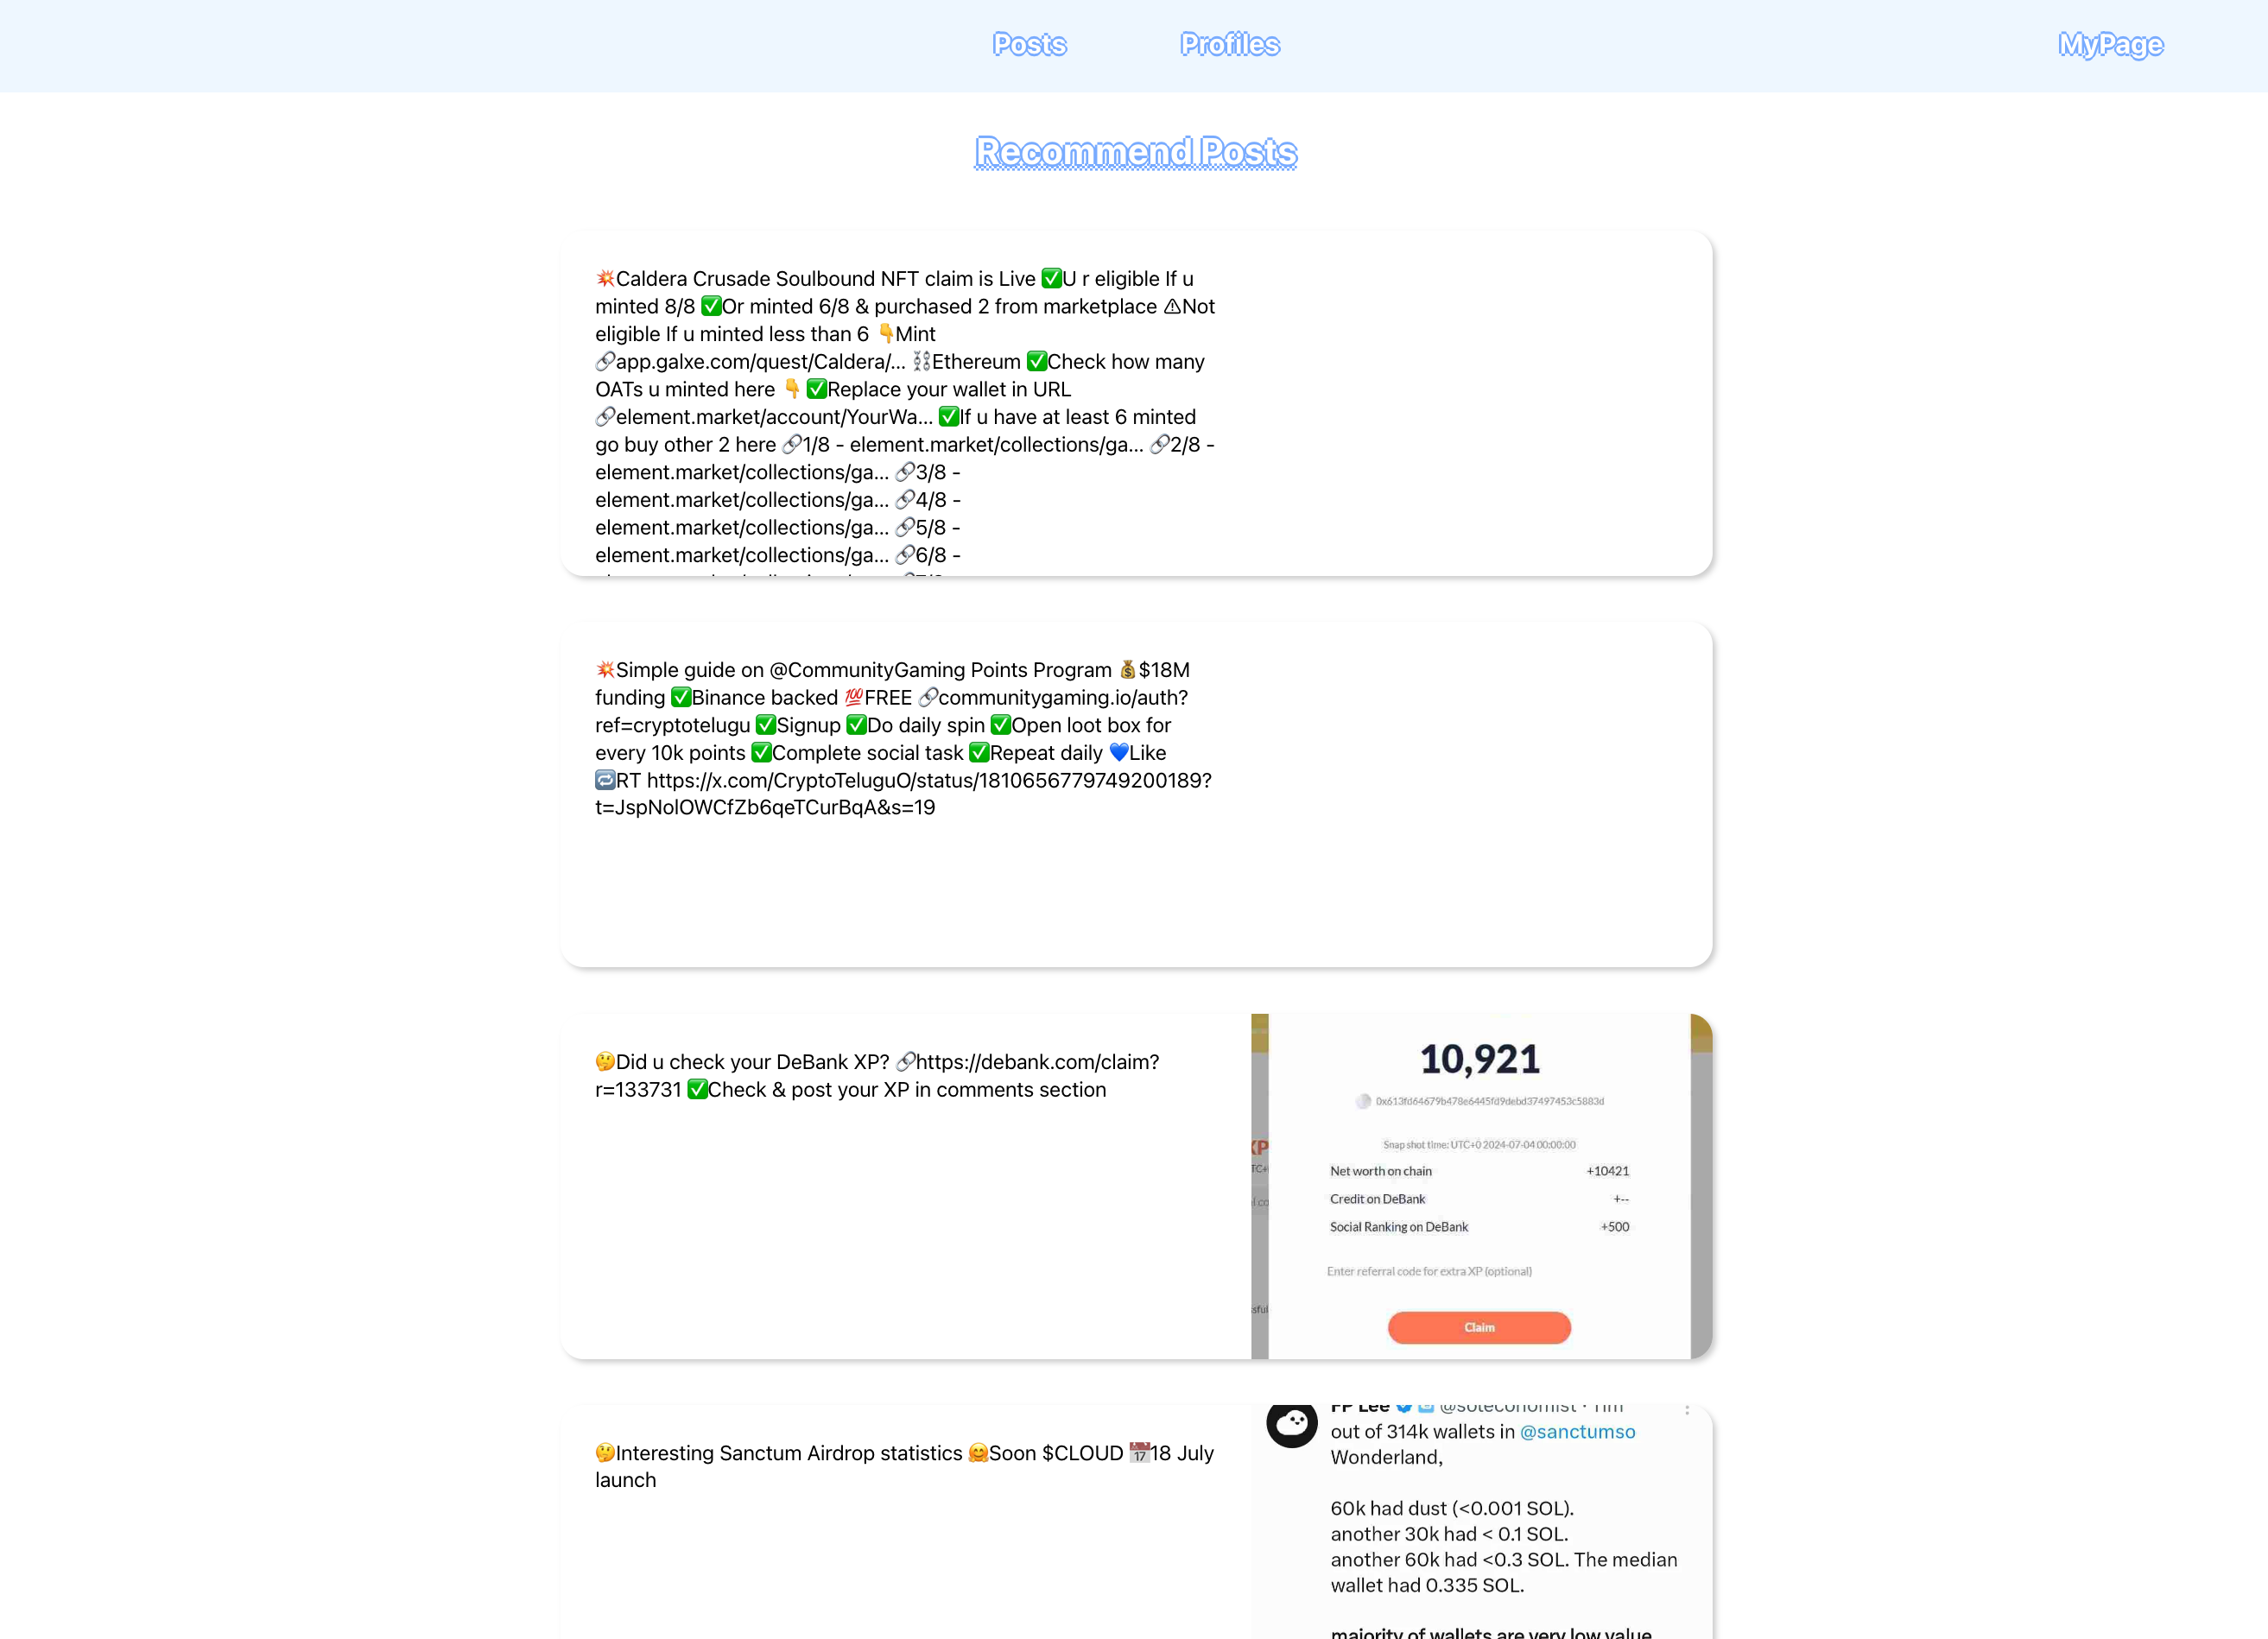 Posts Profiles MyPage
Recommend Posts
💥Caldera Crusade Soulbound NFT claim is Live ✅U r eligible If u
minted 8/8 ✅Or minted 6/8 & purchased 2 from marketplace ⚠Not
eligible If u minted less than 6 👇Mint
🔗app.galxe.com/quest/Caldera/... ⛓Ethereum ✅Check how many
OATs u minted here 👇 ✅Replace your wallet in URL
🔗element.market/account/YourWa... ✅If u have at least 6 minted
go buy other 2 here 🔗1/8 - element.market/collections/ga... 🔗2/8 -
element.market/collections/ga... 🔗3/8 -
element.market/collections/ga... 🔗4/8 -
element.market/collections/ga... 🔗5/8 -
element.market/collections/ga... 🔗6/8 -
💥Simple guide on @CommunityGaming Points Program 💰$18M
funding ✅Binance backed 💯FREE 🔗communitygaming.io/auth?
ref=cryptotelugu ✅Signup ✅Do daily spin ✅Open loot box for
every 10k points ✅Complete social task ✅Repeat daily 💙Like
🔁RT https://x.com/CryptoTeluguO/status/1810656779749200189?
t=JspNolOWCfZb6qeTCurBqA&s=19
🤔Did u check your DeBank XP? 🔗https://debank.com/claim?
r=133731 ✅Check & post your XP in comments section
10,921
0x613fd64679b478e6445fd9debd37497453c5883d
Snapshot time: UTC+0 2024-07-04 00:00:00
Net worth on chain +10421
Credit on DeBank +--
Social Ranking on DeBank +500
Enter referral code for extra XP (optional)
Claim
🤔Interesting Sanctum Airdrop statistics 🤗Soon $CLOUD 📅18 July
launch
FP Lee @soleconomist · 11m
out of 314k wallets in @sanctumso
Wonderland,
60k had dust (<0.001 SOL).
another 30k had < 0.1 SOL.
another 60k had <0.3 SOL. The median
wallet had 0.335 SOL.
majority of wallets are very low value